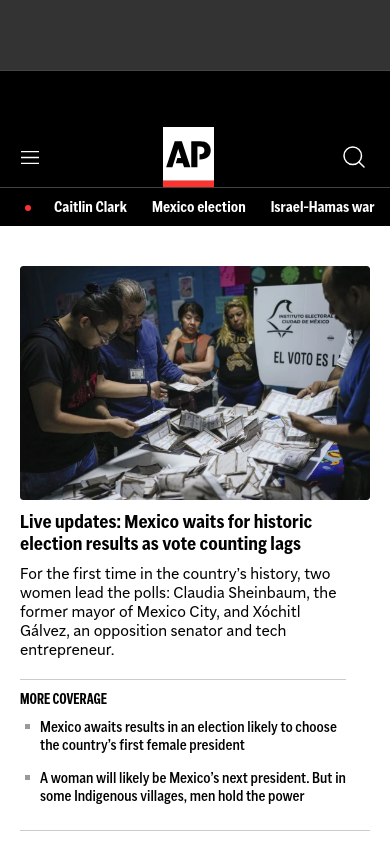 AP
Caitlin Clark Mexico election Israel-Hamas war
INSTITUTO ELECTORAL
CIUDAD DE MÉXICO
EL VOTO ES L
Live updates: Mexico waits for historic
election results as vote counting lags
For the first time in the country’s history, two
women lead the polls: Claudia Sheinbaum, the
former mayor of Mexico City, and Xóchitl
Gálvez, an opposition senator and tech
entrepreneur.
MORE COVERAGE
Mexico awaits results in an election likely to choose
the country’s first female president
A woman will likely be Mexico’s next president. But in
some Indigenous villages, men hold the power